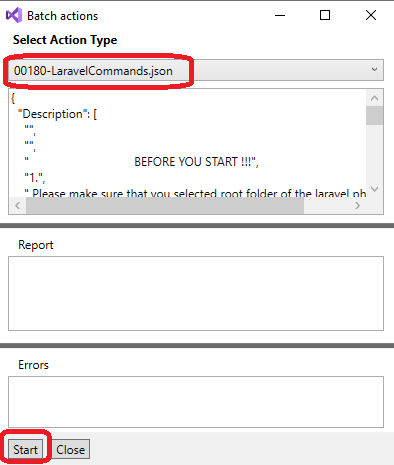 Batch actions
Select Action Type
00180-LaravelCommands.json
{
"Description": [
"",
"",
" BEFORE YOU START !!!",
"1.",
" Please make sure that you selected root folder of the laravel ph
Report
Errors
Start Close